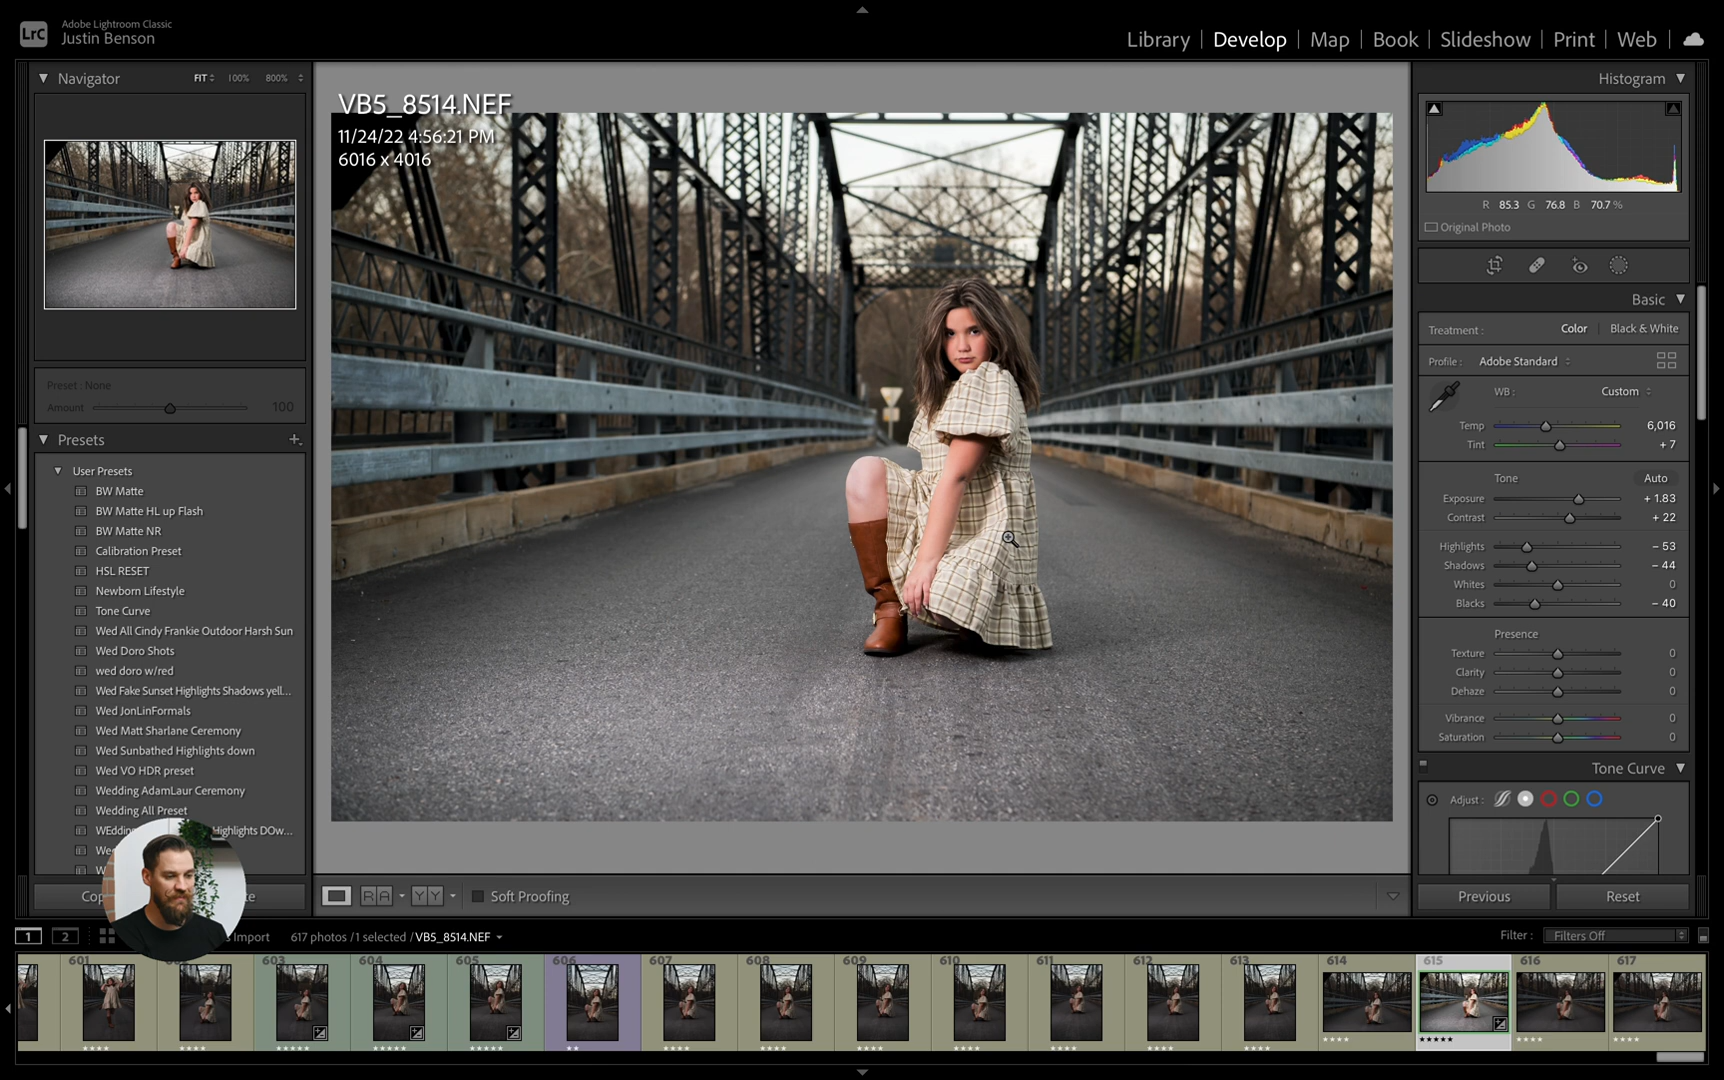 LrC
Adobe Lightroom Classic
Justin Benson
Library | Develop | Map | Book | Slideshow | Print | Web
Navigator FIT 100% 800%
Preset : None
Amount 100
Presets
User Presets
BW Matte
BW Matte HL up Flash
BW Matte NR
Calibration Preset
HSL RESET
Newborn Lifestyle
Tone Curve
Wed All Cindy Frankie Outdoor Harsh Sun
Wed Doro Shots
wed doro w/red
Wed Fake Sunset Highlights Shadows yell...
Wed JonLinFormals
Wed Matt Sharlane Ceremony
Wed Sunbathed Highlights down
Wed VO HDR preset
Wedding AdamLaur Ceremony
Wedding All Preset
Highlights DOw...
VB5_8514.NEF
11/24/22 4:56:21 PM
6016 x 4016
Histogram
R 85.3 G 76.8 B 70.7 %
Original Photo
Basic
Treatment : Color | Black & White
Profile : Adobe Standard
WB : Custom
Temp 6,016
Tint + 7
Tone Auto
Exposure + 1.83
Contrast + 22
Highlights – 53
Shadows – 44
Whites 0
Blacks – 40
Presence
Texture 0
Clarity 0
Dehaze 0
Vibrance 0
Saturation 0
Tone Curve
Adjust :
Previous Reset
RA YY Soft Proofing
1 2 Import 617 photos / 1 selected / VB5_8514.NEF Filter : Filters Off
601 603 604 605 606 607 608 609 610 611 612 613 614 615 616 617